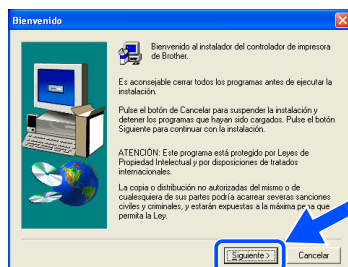 Bienvenido
Bienvenido al instalador del controlador de impresora
de Brother.
Es aconsejable cerrar todos los programas antes de ejecutar la
instalación.
Pulse el botón de Cancelar para suspender la instalación y
detener los programas que hayan sido cargados. Pulse el botón
Siguiente para continuar con la instalación.
ATENCIÓN: Este programa está protegido por Leyes de
Propiedad Intelectual y por disposiciones de tratados
internacionales.
La copia o distribución no autorizadas del mismo o de
cualesquiera de sus partes podría acarrear severas sanciones
civiles y criminales, y estarán expuestas a la máxima pena que
permita la Ley.
Siguiente > Cancelar